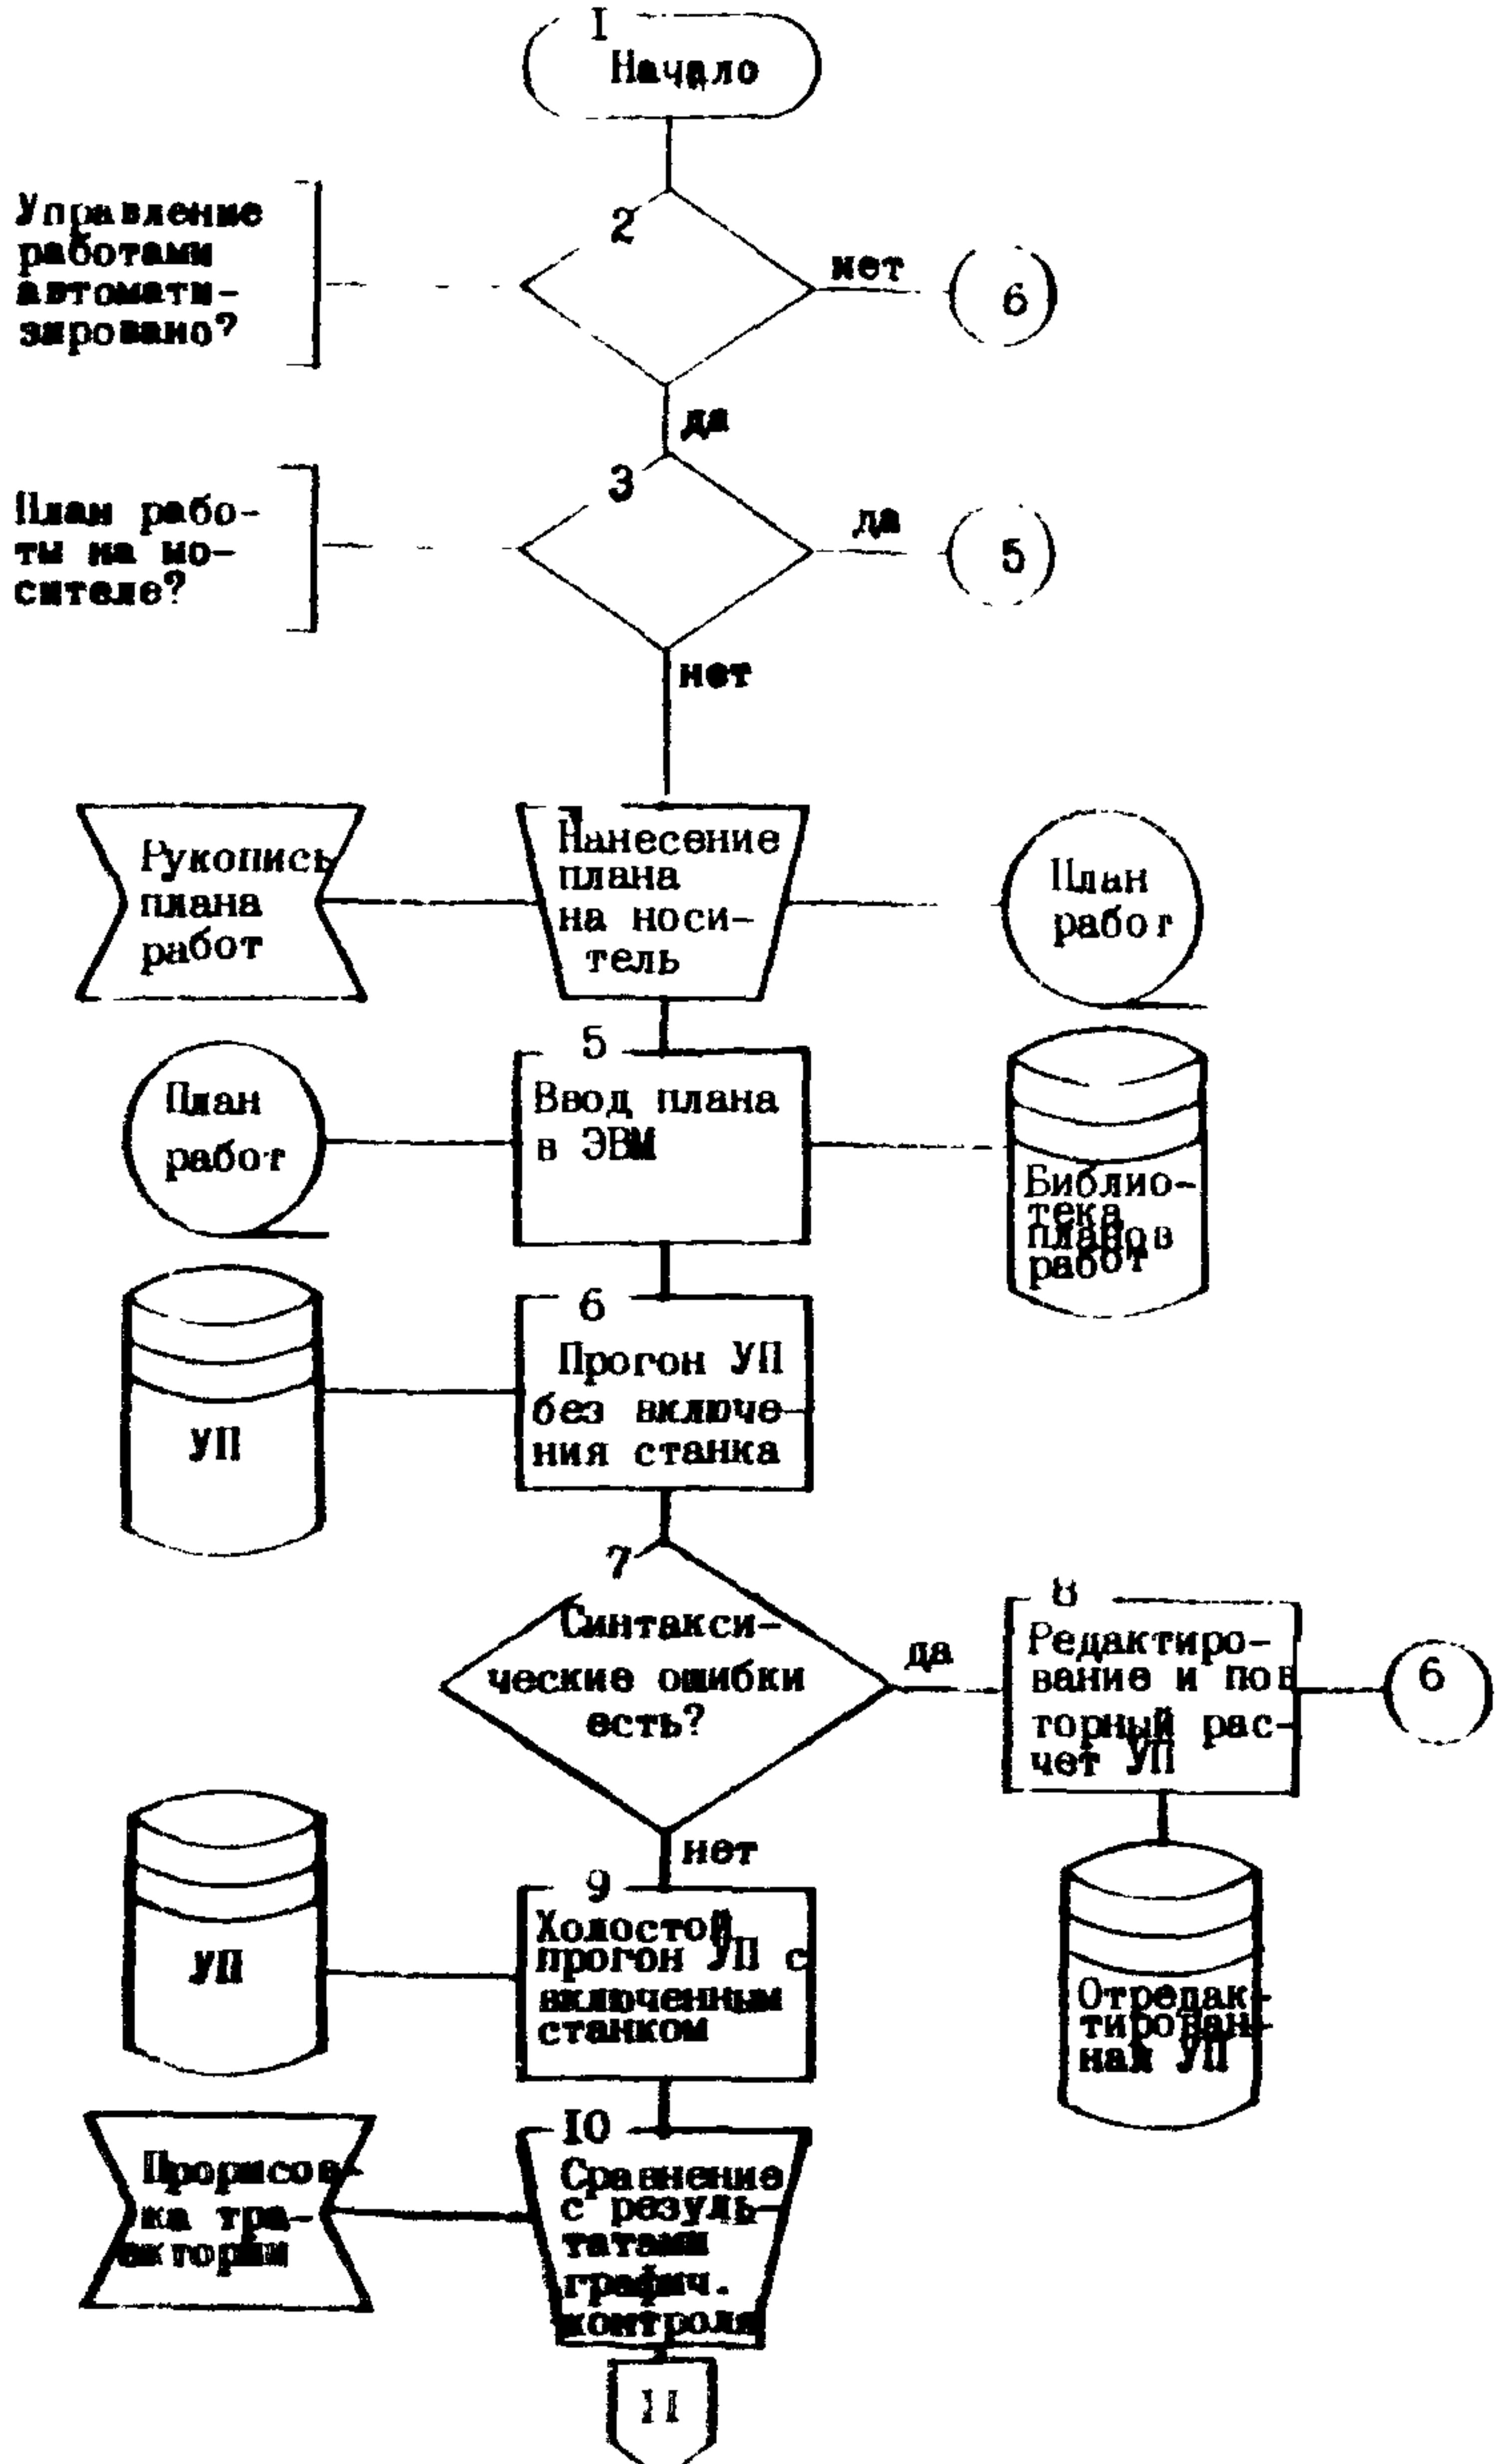 I
Начало
2
Управление
работами
автомати-
зировано?
нет
6
да
3
План рабо-
ты на но-
сителе?
да
5
нет
Рукопись
плана
работ
Нанесение
плана
на носи-
тель
План
работ
5
План
работ
Ввод плана
в ЭВМ
Библио-
тека
планов
работ
6
УП
Прогон УП
без включе-
ния станка
7
Синтакси-
ческие ошибки
есть?
да
8
Редактиро-
вание и пов
торный рас-
чет УП
6
нет
9
УП
Холостой
прогон УП с
включенным
станком
Отредак-
тирован-
ная УП
10
Прорисов-
ка тра-
ектории
Сравнение
с резуль-
татами
графич.
контроля
II